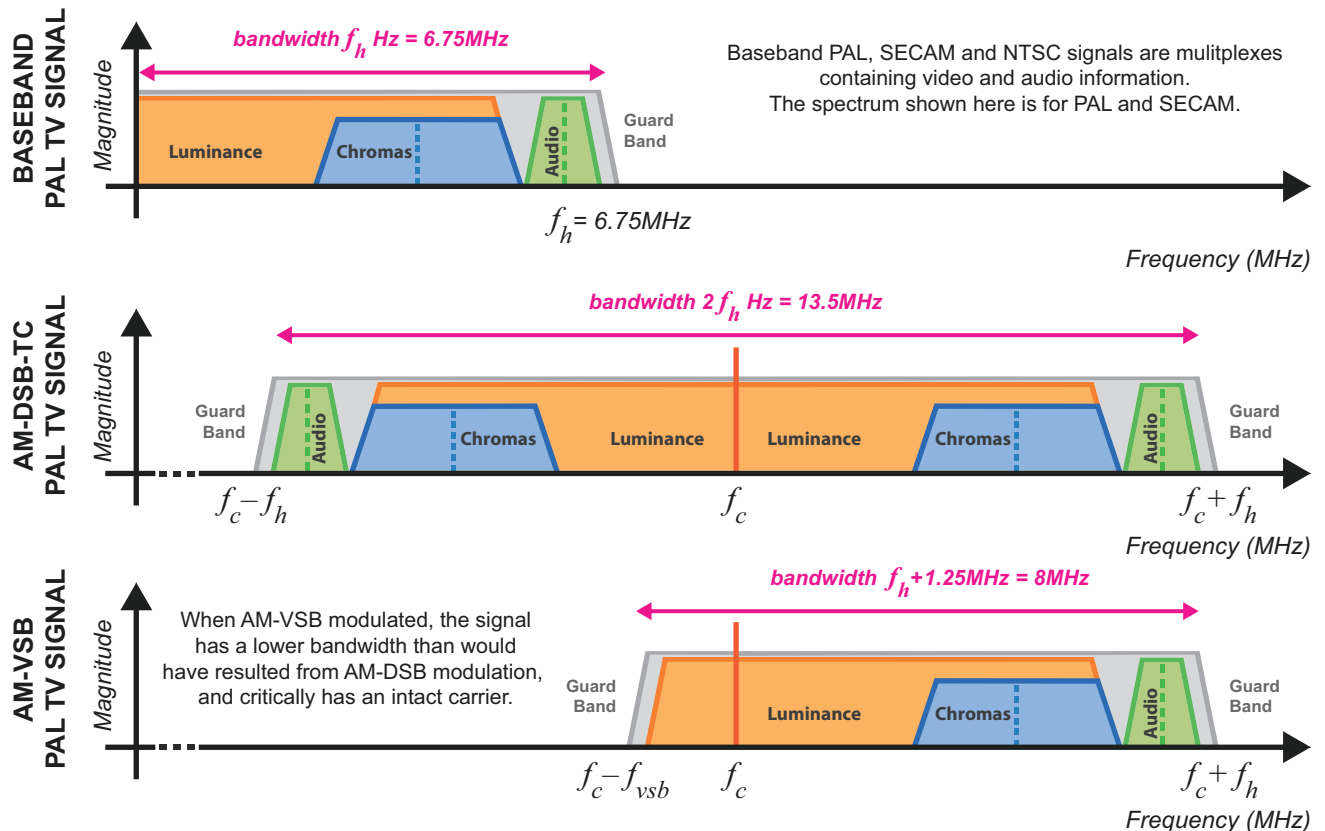 BASEBAND
PAL TV SIGNAL
Magnitude
bandwidth fh Hz = 6.75MHz
Baseband PAL, SECAM and NTSC signals are mulitplexes
containing video and audio information.
The spectrum shown here is for PAL and SECAM.
Luminance
Chromas
Audio
Guard
Band
fh= 6.75MHz
Frequency (MHz)
AM-DSB-TC
PAL TV SIGNAL
Magnitude
bandwidth 2 fh Hz = 13.5MHz
Guard
Band
Audio
Chromas
Luminance
Luminance
Chromas
Audio
Guard
Band
fc−fh
fc
fc+ fh
Frequency (MHz)
AM-VSB
PAL TV SIGNAL
Magnitude
bandwidth fh+1.25MHz = 8MHz
When AM-VSB modulated, the signal
has a lower bandwidth than would
have resulted from AM-DSB modulation,
and critically has an intact carrier.
Guard
Band
Luminance
Chromas
Audio
Guard
Band
fc−fvsb
fc
fc+ fh
Frequency (MHz)